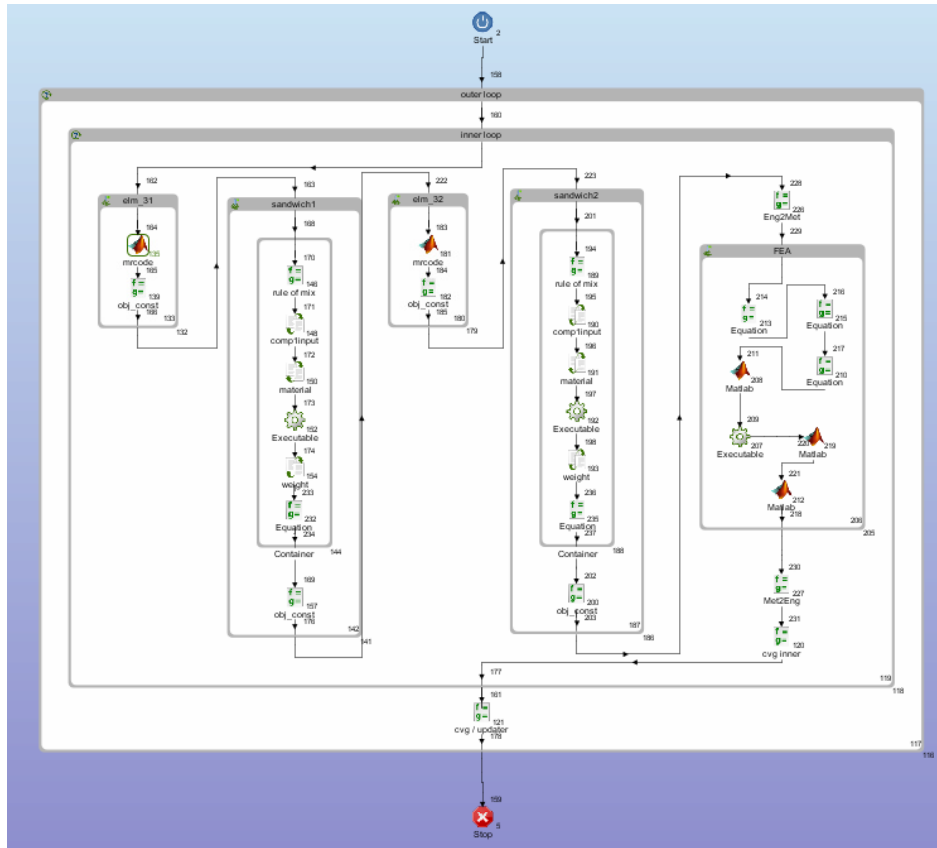 2
Start
158
outer loop
160
inner loop
162
elm_31
164
135
mrcode
165
139
obj_const
166
133
132
163
sandwich1
168
170
146
rule of mix
171
148
comp1input
172
150
material
173
152
Executable
174
154
weight
233
232
Equation
234
Container
144
169
157
obj_const
176
142
141
222
elm_32
183
181
mrcode
184
182
obj_const
185
180
179
223
sandwich2
201
194
189
rule of mix
195
190
comp1input
196
191
material
197
192
Executable
198
193
weight
236
235
Equation
237
Container
188
202
200
obj_const
203
187
186
228
226
Eng2Met
229
FEA
214
213
Equation
216
215
Equation
217
210
Equation
211
208
Matlab
209
207
Executable
220
219
Matlab
221
212
Matlab
218
206
205
230
227
Met2Eng
231
120
cvg inner
177
119
118
161
121
cvg / updater
178
117
116
159
5
Stop